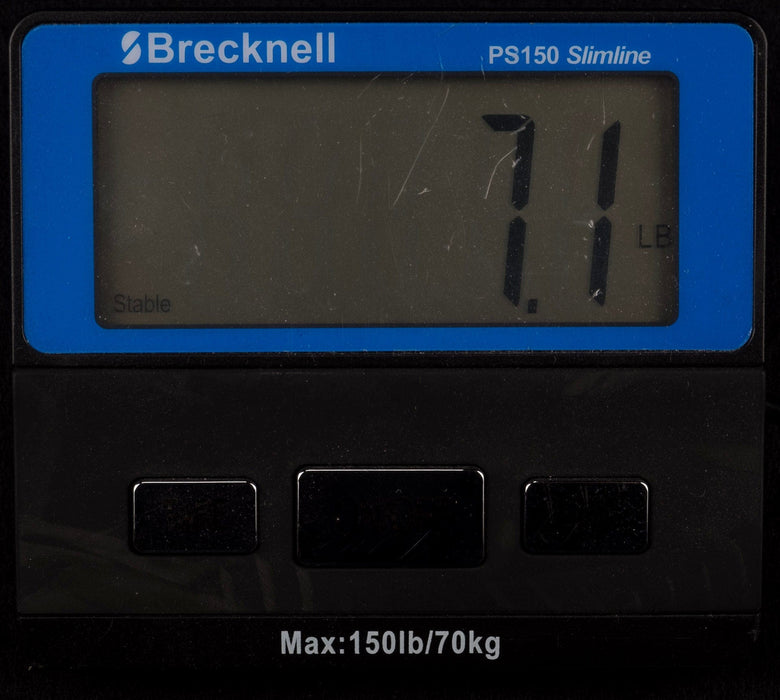 Brecknell
PS150 Slimline
7.1
LB
Stable
Max:150lb/70kg